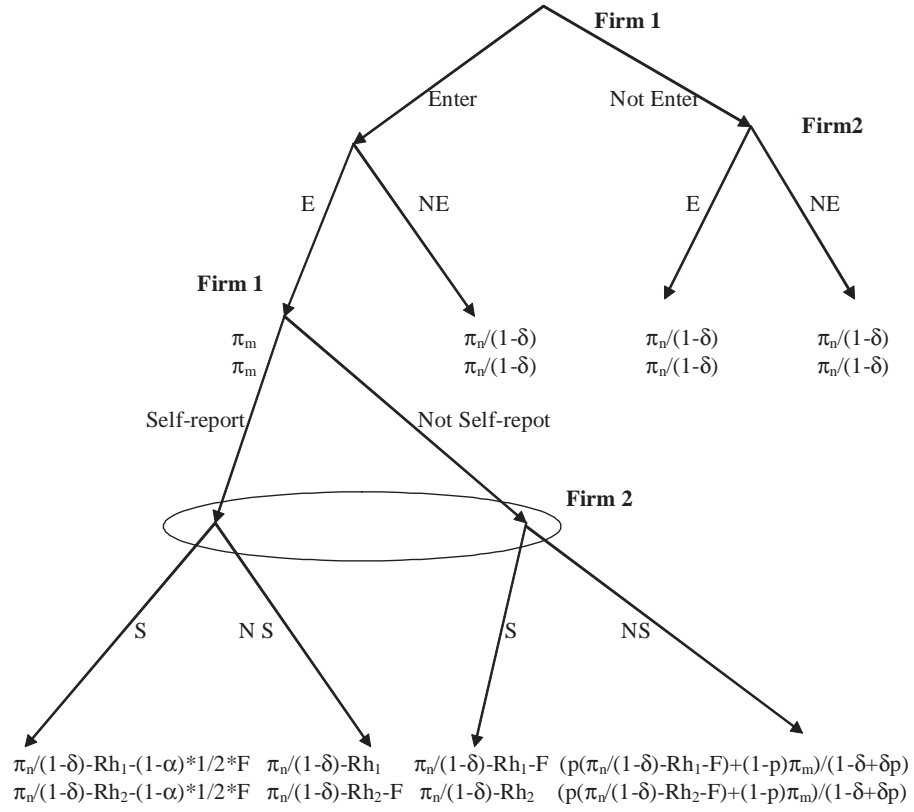 Firm 1
Enter
Not Enter
Firm2
E
NE
E
NE
Firm 1
πm
πm
πn/(1-δ)
πn/(1-δ)
πn/(1-δ)
πn/(1-δ)
πn/(1-δ)
πn/(1-δ)
Self-report
Not Self-repot
Firm 2
S
N S
S
NS
πn/(1-δ)-Rh1-(1-α)*1/2*F πn/(1-δ)-Rh1 πn/(1-δ)-Rh1-F (p(πn/(1-δ)-Rh1-F)+(1-p)πm)/(1-δ+δp)
πn/(1-δ)-Rh2-(1-α)*1/2*F πn/(1-δ)-Rh2-F πn/(1-δ)-Rh2 (p(πn/(1-δ)-Rh2-F)+(1-p)πm)/(1-δ+δp)